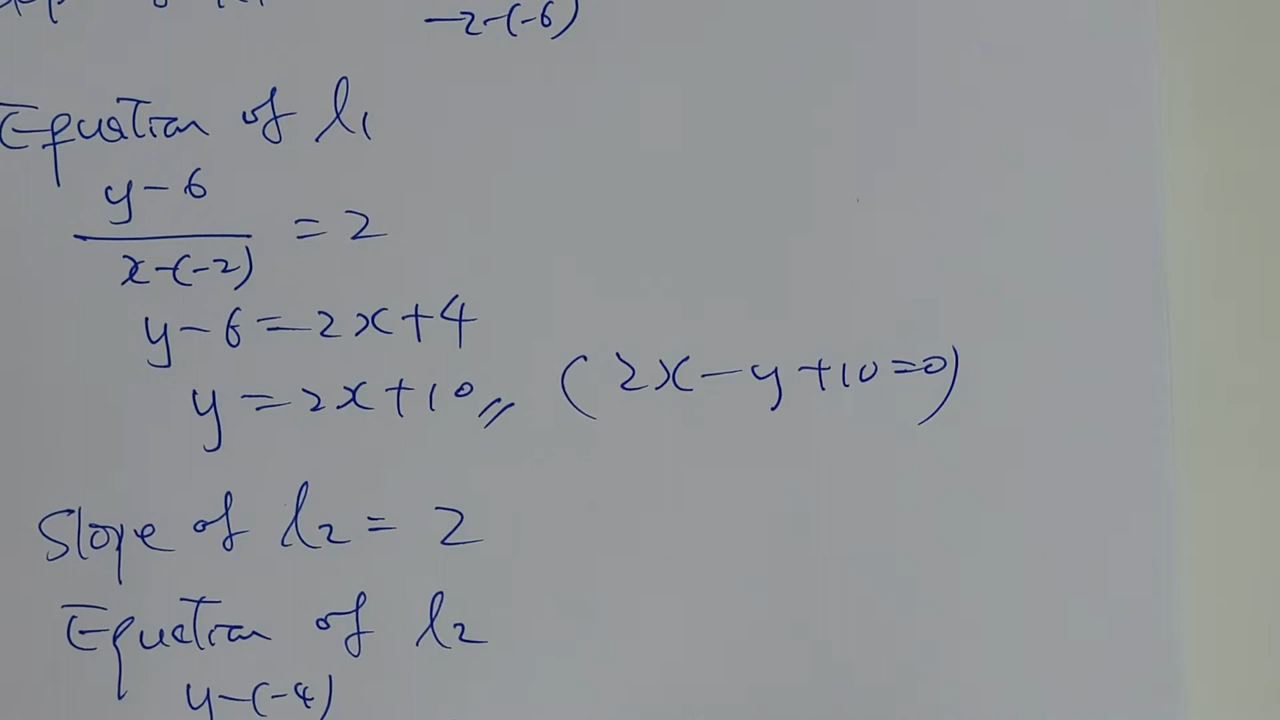 -2-(-6)
Equation of l₁
y-6
x-(-2)
=2
y-6=2x+4
y=2x+10 (2x-y+10=0)
Slope of l₂=2
Equation of l₂
y-(-4)